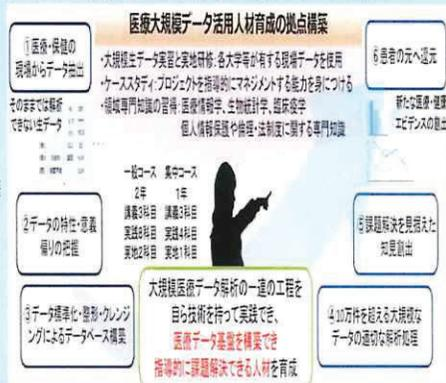 医療大規模データ活用人材育成の拠点構築
・大規模生データ実習と実地研修:各大学等が有する現場データを使用
・ケーススタディ:プロジェクトを指導的にマネジメントする能力を身につける
・領域専門知識の習得:医療情報学、生物統計学、臨床疫学
個人情報保護や倫理・法制度に関する専門知識
①医療・保健の
現場からデータ抽出
そのままでは解析
できない生データ
②データの特性・意義
偏りの把握
③データ標準化・整形・クレンジ
ングによるデータベース構築
一般コース 集中コース
2年 1年
講義3科目 講義3科目
実践8科目 実践4科目
実地2科目 実地1科目
大規模医療データ解析の一連の工程を
自ら技術を持って実践でき、
医療データ基盤を構築でき
指導的に課題解決できる人材を育成
④10万件を超える大規模な
データの適切な解析処理
⑤課題解決を見据えた
知見創出
⑥患者の元へ還元
新たな医療・健康
エビデンスの創出